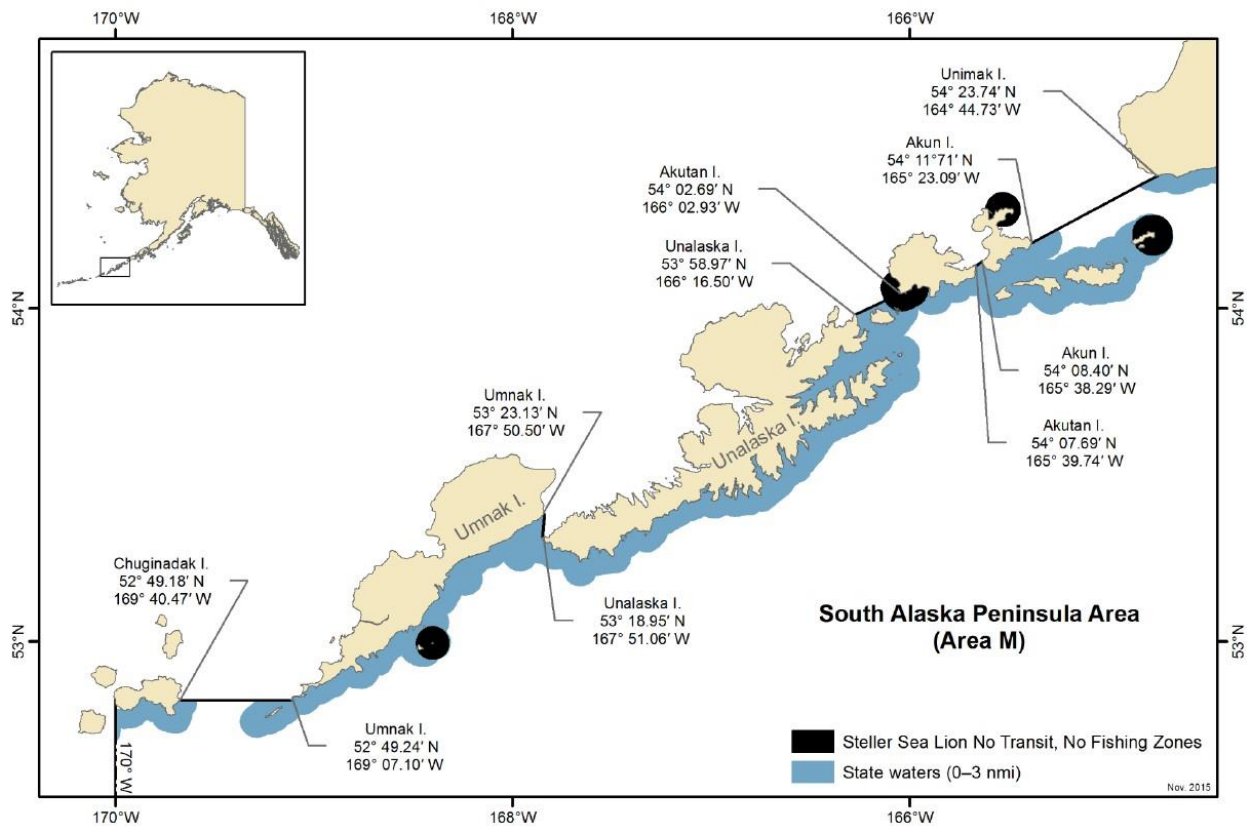 170°W
168°W
166°W
Unimak I.
54° 23.74′ N
164° 44.73′ W
Akun I.
54° 11°71′ N
165° 23.09′ W
Akutan I.
54° 02.69′ N
166° 02.93′ W
Unalaska I.
53° 58.97′ N
166° 16.50′ W
54°N
54°N
Akun I.
54° 08.40′ N
165° 38.29′ W
Umnak I.
53° 23.13′ N
167° 50.50′ W
Akutan I.
54° 07.69′ N
165° 39.74′ W
Unalaska I.
Umnak I.
Chuginadak I.
52° 49.18′ N
169° 40.47′ W
Unalaska I.
53° 18.95′ N
167° 51.06′ W
South Alaska Peninsula Area
(Area M)
53°N
53°N
Umnak I.
52° 49.24′ N
169° 07.10′ W
170° W
Steller Sea Lion No Transit, No Fishing Zones
State waters (0–3 nmi)
Nov. 2015
170°W
168°W
166°W